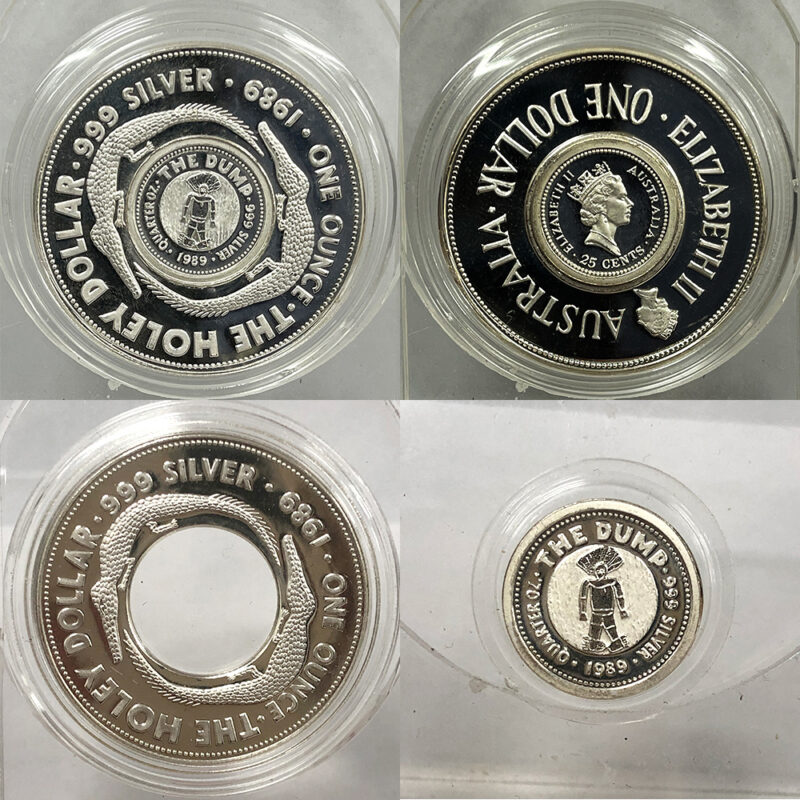 THE HOLEY DOLLAR · 999 SILVER · 1989 · ONE OUNCE ·
· THE DUMP · 999 SILVER · 1989 · QUARTER OZ.
AUSTRALIA · ONE DOLLAR · ELIZABETH II
ELIZABETH II AUSTRALIA · 25 CENTS ·
THE HOLEY DOLLAR · 999 SILVER · 1989 · ONE OUNCE ·
· THE DUMP · 999 SILVER · 1989 · QUARTER OZ.